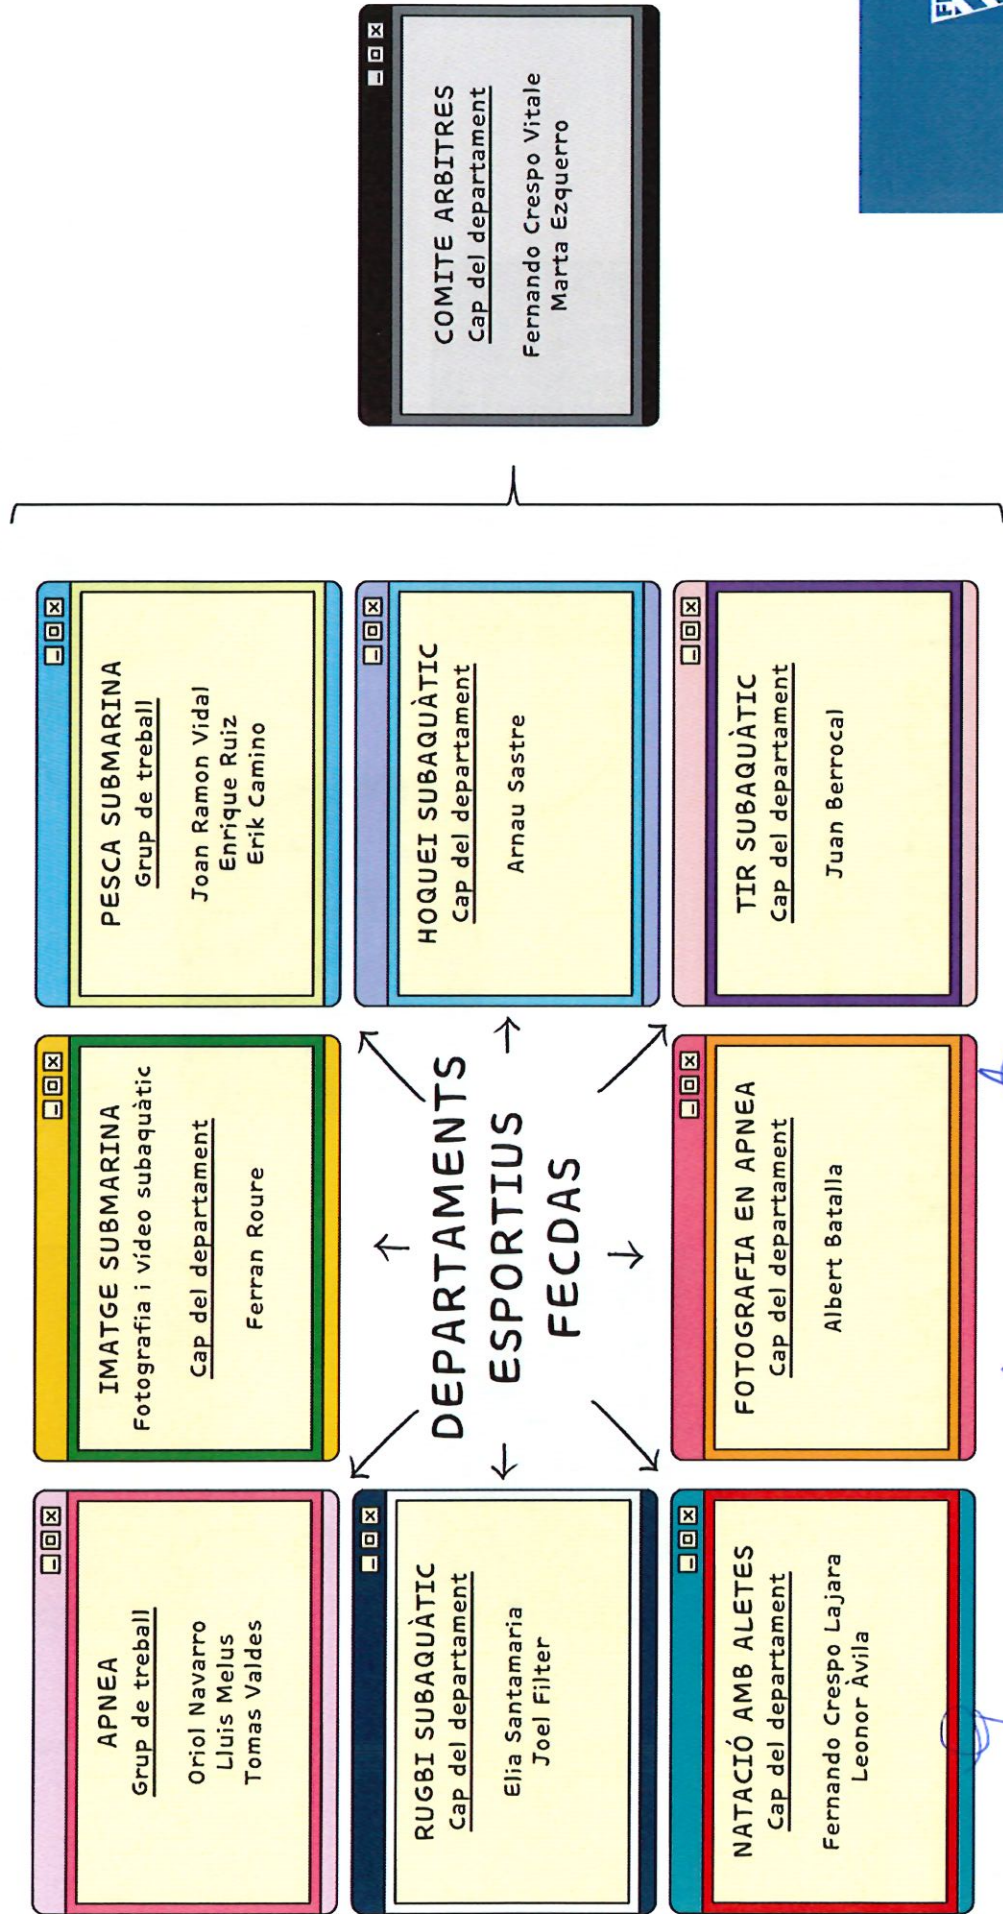 APNEA
Grup de treball
Oriol Navarro
Lluis Melus
Tomas Valdes
IMATGE SUBMARINA
Fotografia i vídeo subaquàtic
Cap del departament
Ferran Roure
PESCA SUBMARINA
Grup de treball
Joan Ramon Vidal
Enrique Ruiz
Erik Camino
RUGBI SUBAQUÀTIC
Cap del departament
Elia Santamaria
Joel Filter
DEPARTAMENTS
ESPORTIUS
FECDAS
HOQUEI SUBAQUÀTIC
Cap del departament
Arnau Sastre
NATACIÓ AMB ALETES
Cap del departament
Fernando Crespo Lajara
Leonor Àvila
FOTOGRAFIA EN APNEA
Cap del departament
Albert Batalla
TIR SUBAQUÀTIC
Cap del departament
Juan Berrocal
COMITE ARBITRES
Cap del departament
Fernando Crespo Vitale
Marta Ezquerro